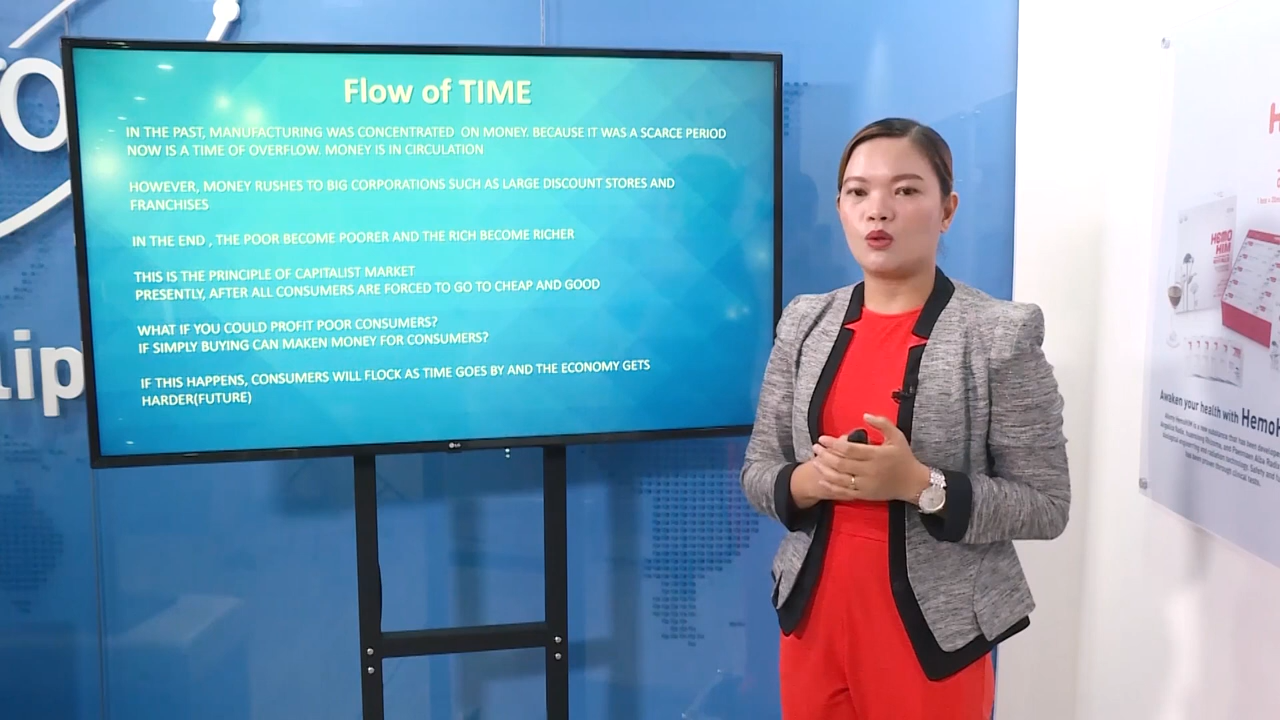 Flow of TIME
IN THE PAST, MANUFACTURING WAS CONCENTRATED ON MONEY. BECAUSE IT WAS A SCARCE PERIOD
NOW IS A TIME OF OVERFLOW. MONEY IS IN CIRCULATION
HOWEVER, MONEY RUSHES TO BIG CORPORATIONS SUCH AS LARGE DISCOUNT STORES AND
FRANCHISES
IN THE END , THE POOR BECOME POORER AND THE RICH BECOME RICHER
THIS IS THE PRINCIPLE OF CAPITALIST MARKET
PRESENTLY, AFTER ALL CONSUMERS ARE FORCED TO GO TO CHEAP AND GOOD
WHAT IF YOU COULD PROFIT POOR CONSUMERS?
IF SIMPLY BUYING CAN MAKEN MONEY FOR CONSUMERS?
IF THIS HAPPENS, CONSUMERS WILL FLOCK AS TIME GOES BY AND THE ECONOMY GETS
HARDER(FUTURE)
LG
lip
HEMO
HIM
Awaken your health with HemoH